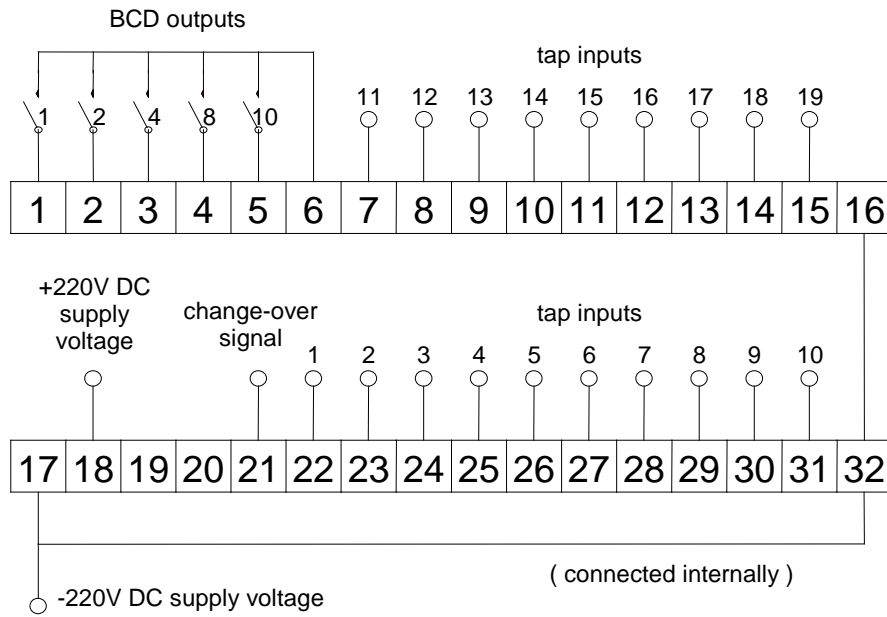 BCD outputs
tap inputs
1 2 4 8 10
11 12 13 14 15 16 17 18 19
1 2 3 4 5 6 7 8 9 10 11 12 13 14 15 16
+220V DC
supply
voltage
change-over
signal
tap inputs
1 2 3 4 5 6 7 8 9 10
17 18 19 20 21 22 23 24 25 26 27 28 29 30 31 32
( connected internally )
-220V DC supply voltage